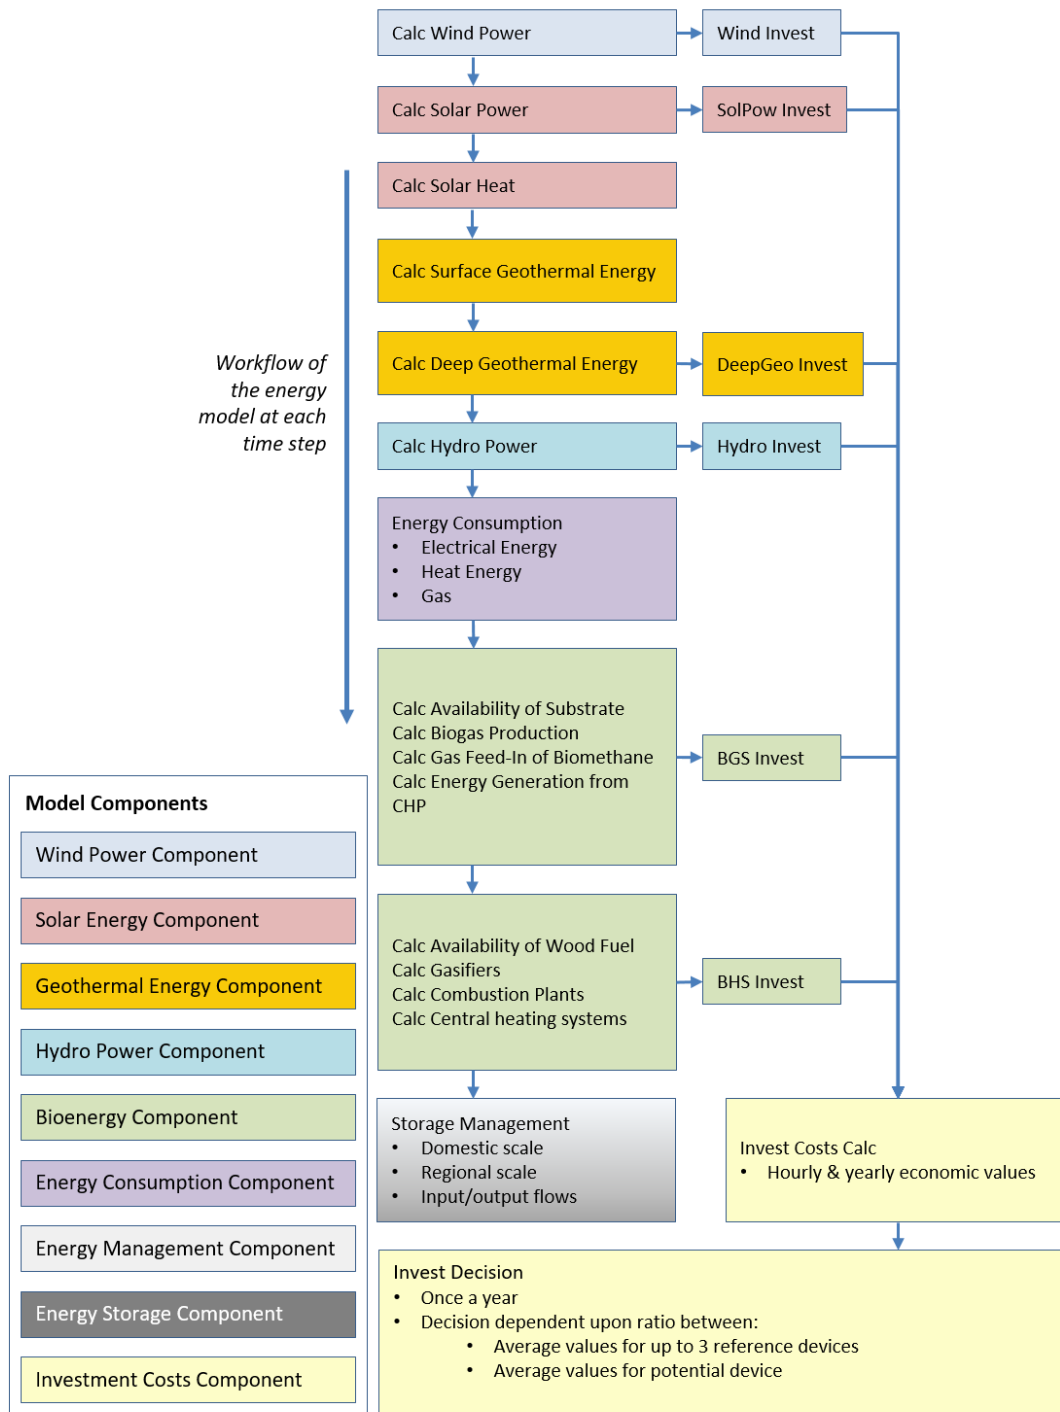 Calc Wind Power
Wind Invest
Calc Solar Power
SolPow Invest
Calc Solar Heat
Calc Surface Geothermal Energy
Calc Deep Geothermal Energy
DeepGeo Invest
Workflow of
the energy
model at each
time step
Calc Hydro Power
Hydro Invest
Energy Consumption
• Electrical Energy
• Heat Energy
• Gas
Calc Availability of Substrate
Calc Biogas Production
Calc Gas Feed-In of Biomethane
Calc Energy Generation from
CHP
BGS Invest
Calc Availability of Wood Fuel
Calc Gasifiers
Calc Combustion Plants
Calc Central heating systems
BHS Invest
Storage Management
• Domestic scale
• Regional scale
• Input/output flows
Invest Costs Calc
• Hourly & yearly economic values
Invest Decision
• Once a year
• Decision dependent upon ratio between:
• Average values for up to 3 reference devices
• Average values for potential device
Model Components
Wind Power Component
Solar Energy Component
Geothermal Energy Component
Hydro Power Component
Bioenergy Component
Energy Consumption Component
Energy Management Component
Energy Storage Component
Investment Costs Component